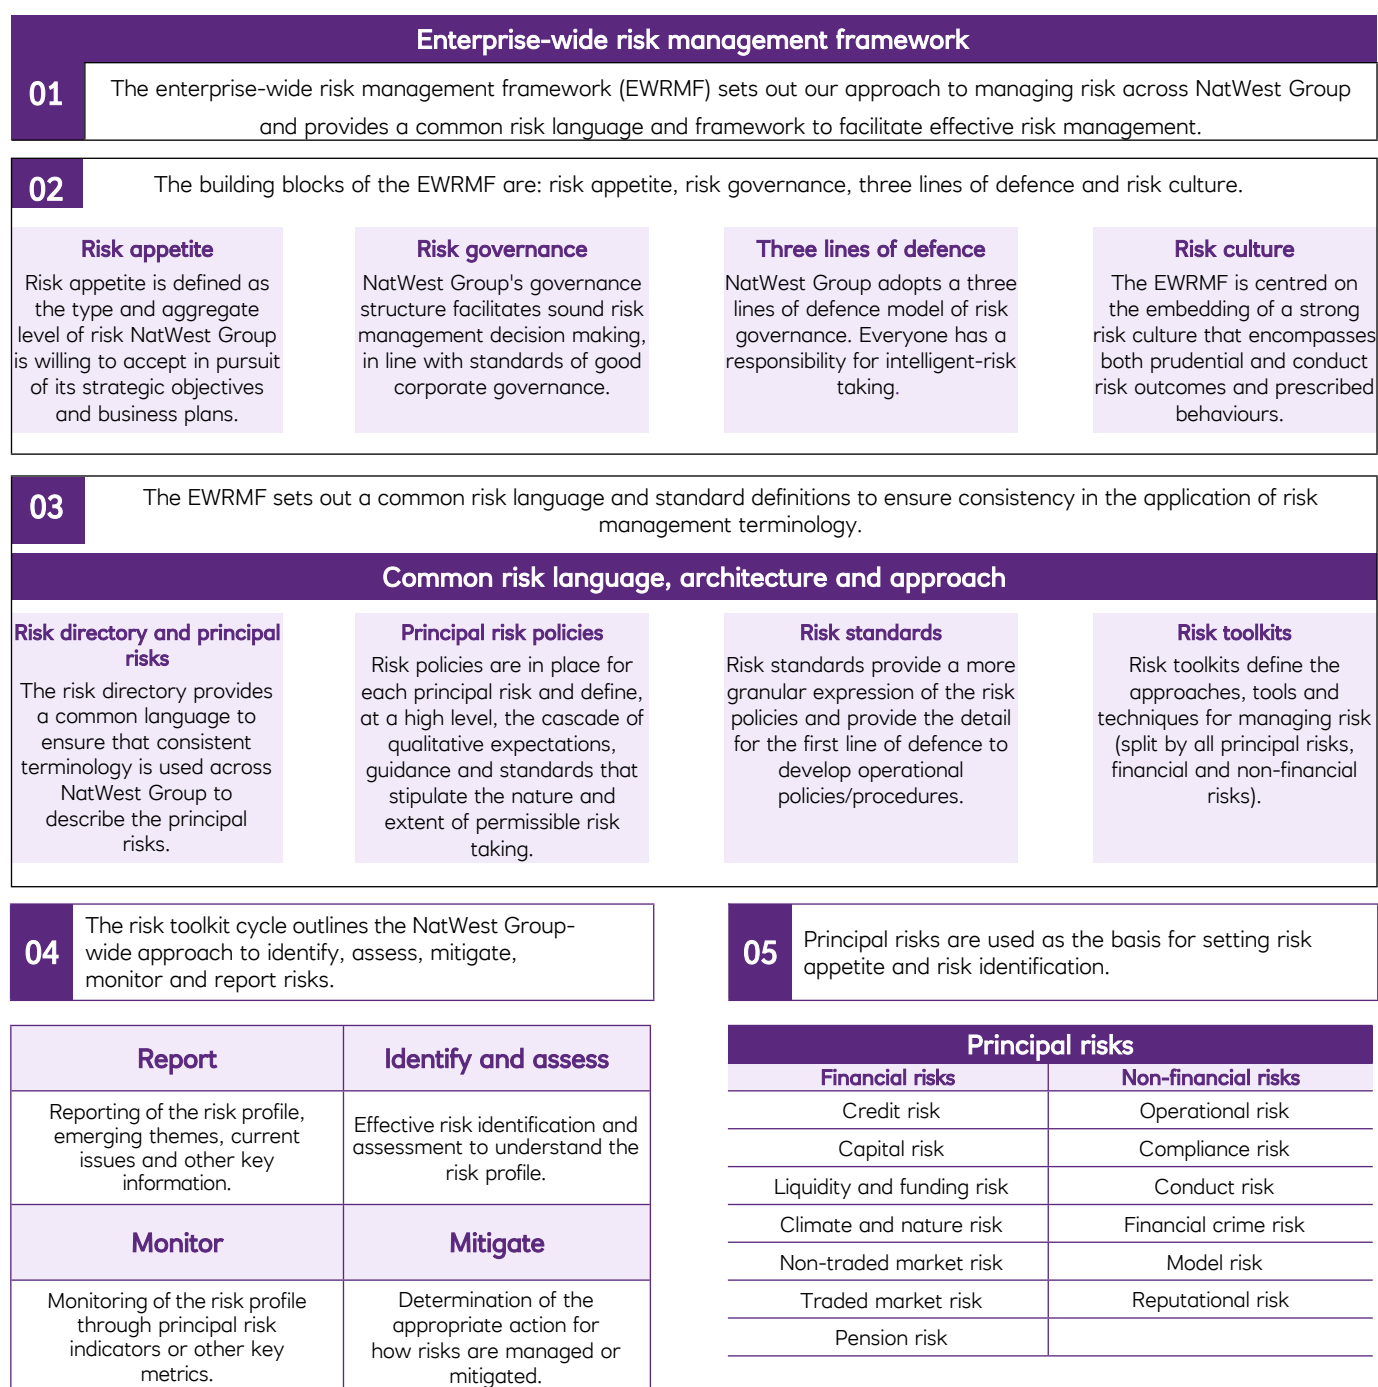 Enterprise-wide risk management framework
01
The enterprise-wide risk management framework (EWRMF) sets out our approach to managing risk across NatWest Group
and provides a common risk language and framework to facilitate effective risk management.
02
The building blocks of the EWRMF are: risk appetite, risk governance, three lines of defence and risk culture.
Risk appetite
Risk appetite is defined as
the type and aggregate
level of risk NatWest Group
is willing to accept in pursuit
of its strategic objectives
and business plans.
Risk governance
NatWest Group's governance
structure facilitates sound risk
management decision making,
in line with standards of good
corporate governance.
Three lines of defence
NatWest Group adopts a three
lines of defence model of risk
governance. Everyone has a
responsibility for intelligent-risk
taking.
Risk culture
The EWRMF is centred on
the embedding of a strong
risk culture that encompasses
both prudential and conduct
risk outcomes and prescribed
behaviours.
03
The EWRMF sets out a common risk language and standard definitions to ensure consistency in the application of risk
management terminology.
Common risk language, architecture and approach
Risk directory and principal
risks
The risk directory provides
a common language to
ensure that consistent
terminology is used across
NatWest Group to
describe the principal
risks.
Principal risk policies
Risk policies are in place for
each principal risk and define,
at a high level, the cascade of
qualitative expectations,
guidance and standards that
stipulate the nature and
extent of permissible risk
taking.
Risk standards
Risk standards provide a more
granular expression of the risk
policies and provide the detail
for the first line of defence to
develop operational
policies/procedures.
Risk toolkits
Risk toolkits define the
approaches, tools and
techniques for managing risk
(split by all principal risks,
financial and non-financial
risks).
04
The risk toolkit cycle outlines the NatWest Group-
wide approach to identify, assess, mitigate,
monitor and report risks.
Report
Identify and assess
Reporting of the risk profile,
emerging themes, current
issues and other key
information.
Effective risk identification and
assessment to understand the
risk profile.
Monitor
Mitigate
Monitoring of the risk profile
through principal risk
indicators or other key
metrics.
Determination of the
appropriate action for
how risks are managed or
mitigated.
05
Principal risks are used as the basis for setting risk
appetite and risk identification.
Principal risks
Financial risks
Non-financial risks
Credit risk
Operational risk
Capital risk
Compliance risk
Liquidity and funding risk
Conduct risk
Climate and nature risk
Financial crime risk
Non-traded market risk
Model risk
Traded market risk
Reputational risk
Pension risk